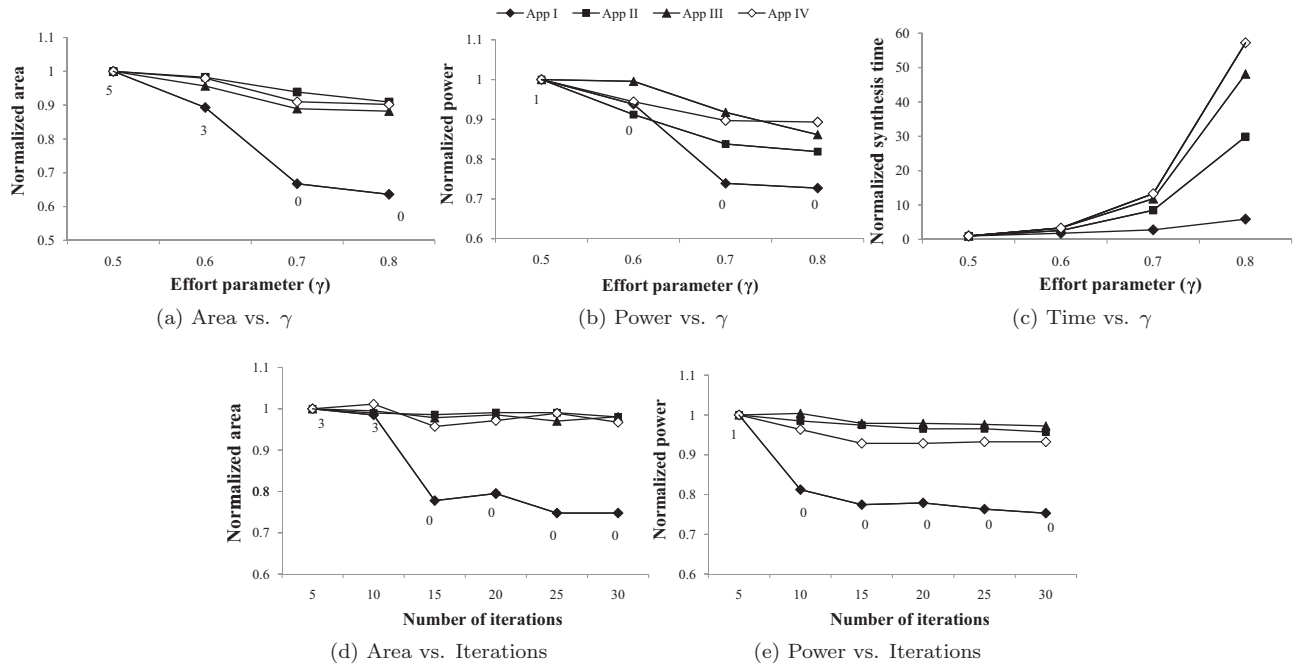 App I App II App III App IV
1.1
1
0.9
0.8
0.7
0.6
0.5
Normalized area
5
3
0
0
0.5 0.6 0.7 0.8
Effort parameter (γ)
(a) Area vs. γ
1.1
1
0.9
0.8
0.7
0.6
Normalized power
1
0
0
0
0.5 0.6 0.7 0.8
Effort parameter (γ)
(b) Power vs. γ
60
50
40
30
20
10
0
Normalized synthesis time
0.5 0.6 0.7 0.8
Effort parameter (γ)
(c) Time vs. γ
1.1
1
0.9
0.8
0.7
0.6
Normalized area
3
3
0
0
0
0
5 10 15 20 25 30
Number of iterations
(d) Area vs. Iterations
1.1
1
0.9
0.8
0.7
0.6
Normalized power
1
0
0
0
0
0
5 10 15 20 25 30
Number of iterations
(e) Power vs. Iterations